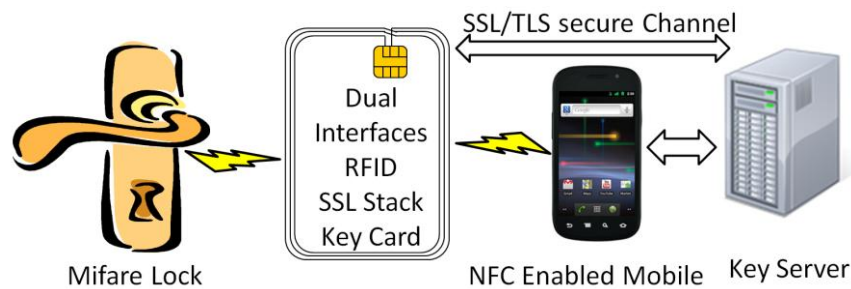 SSL/TLS secure Channel
Dual
Interfaces
RFID
SSL Stack
Key Card
Mifare Lock
NFC Enabled Mobile
Key Server